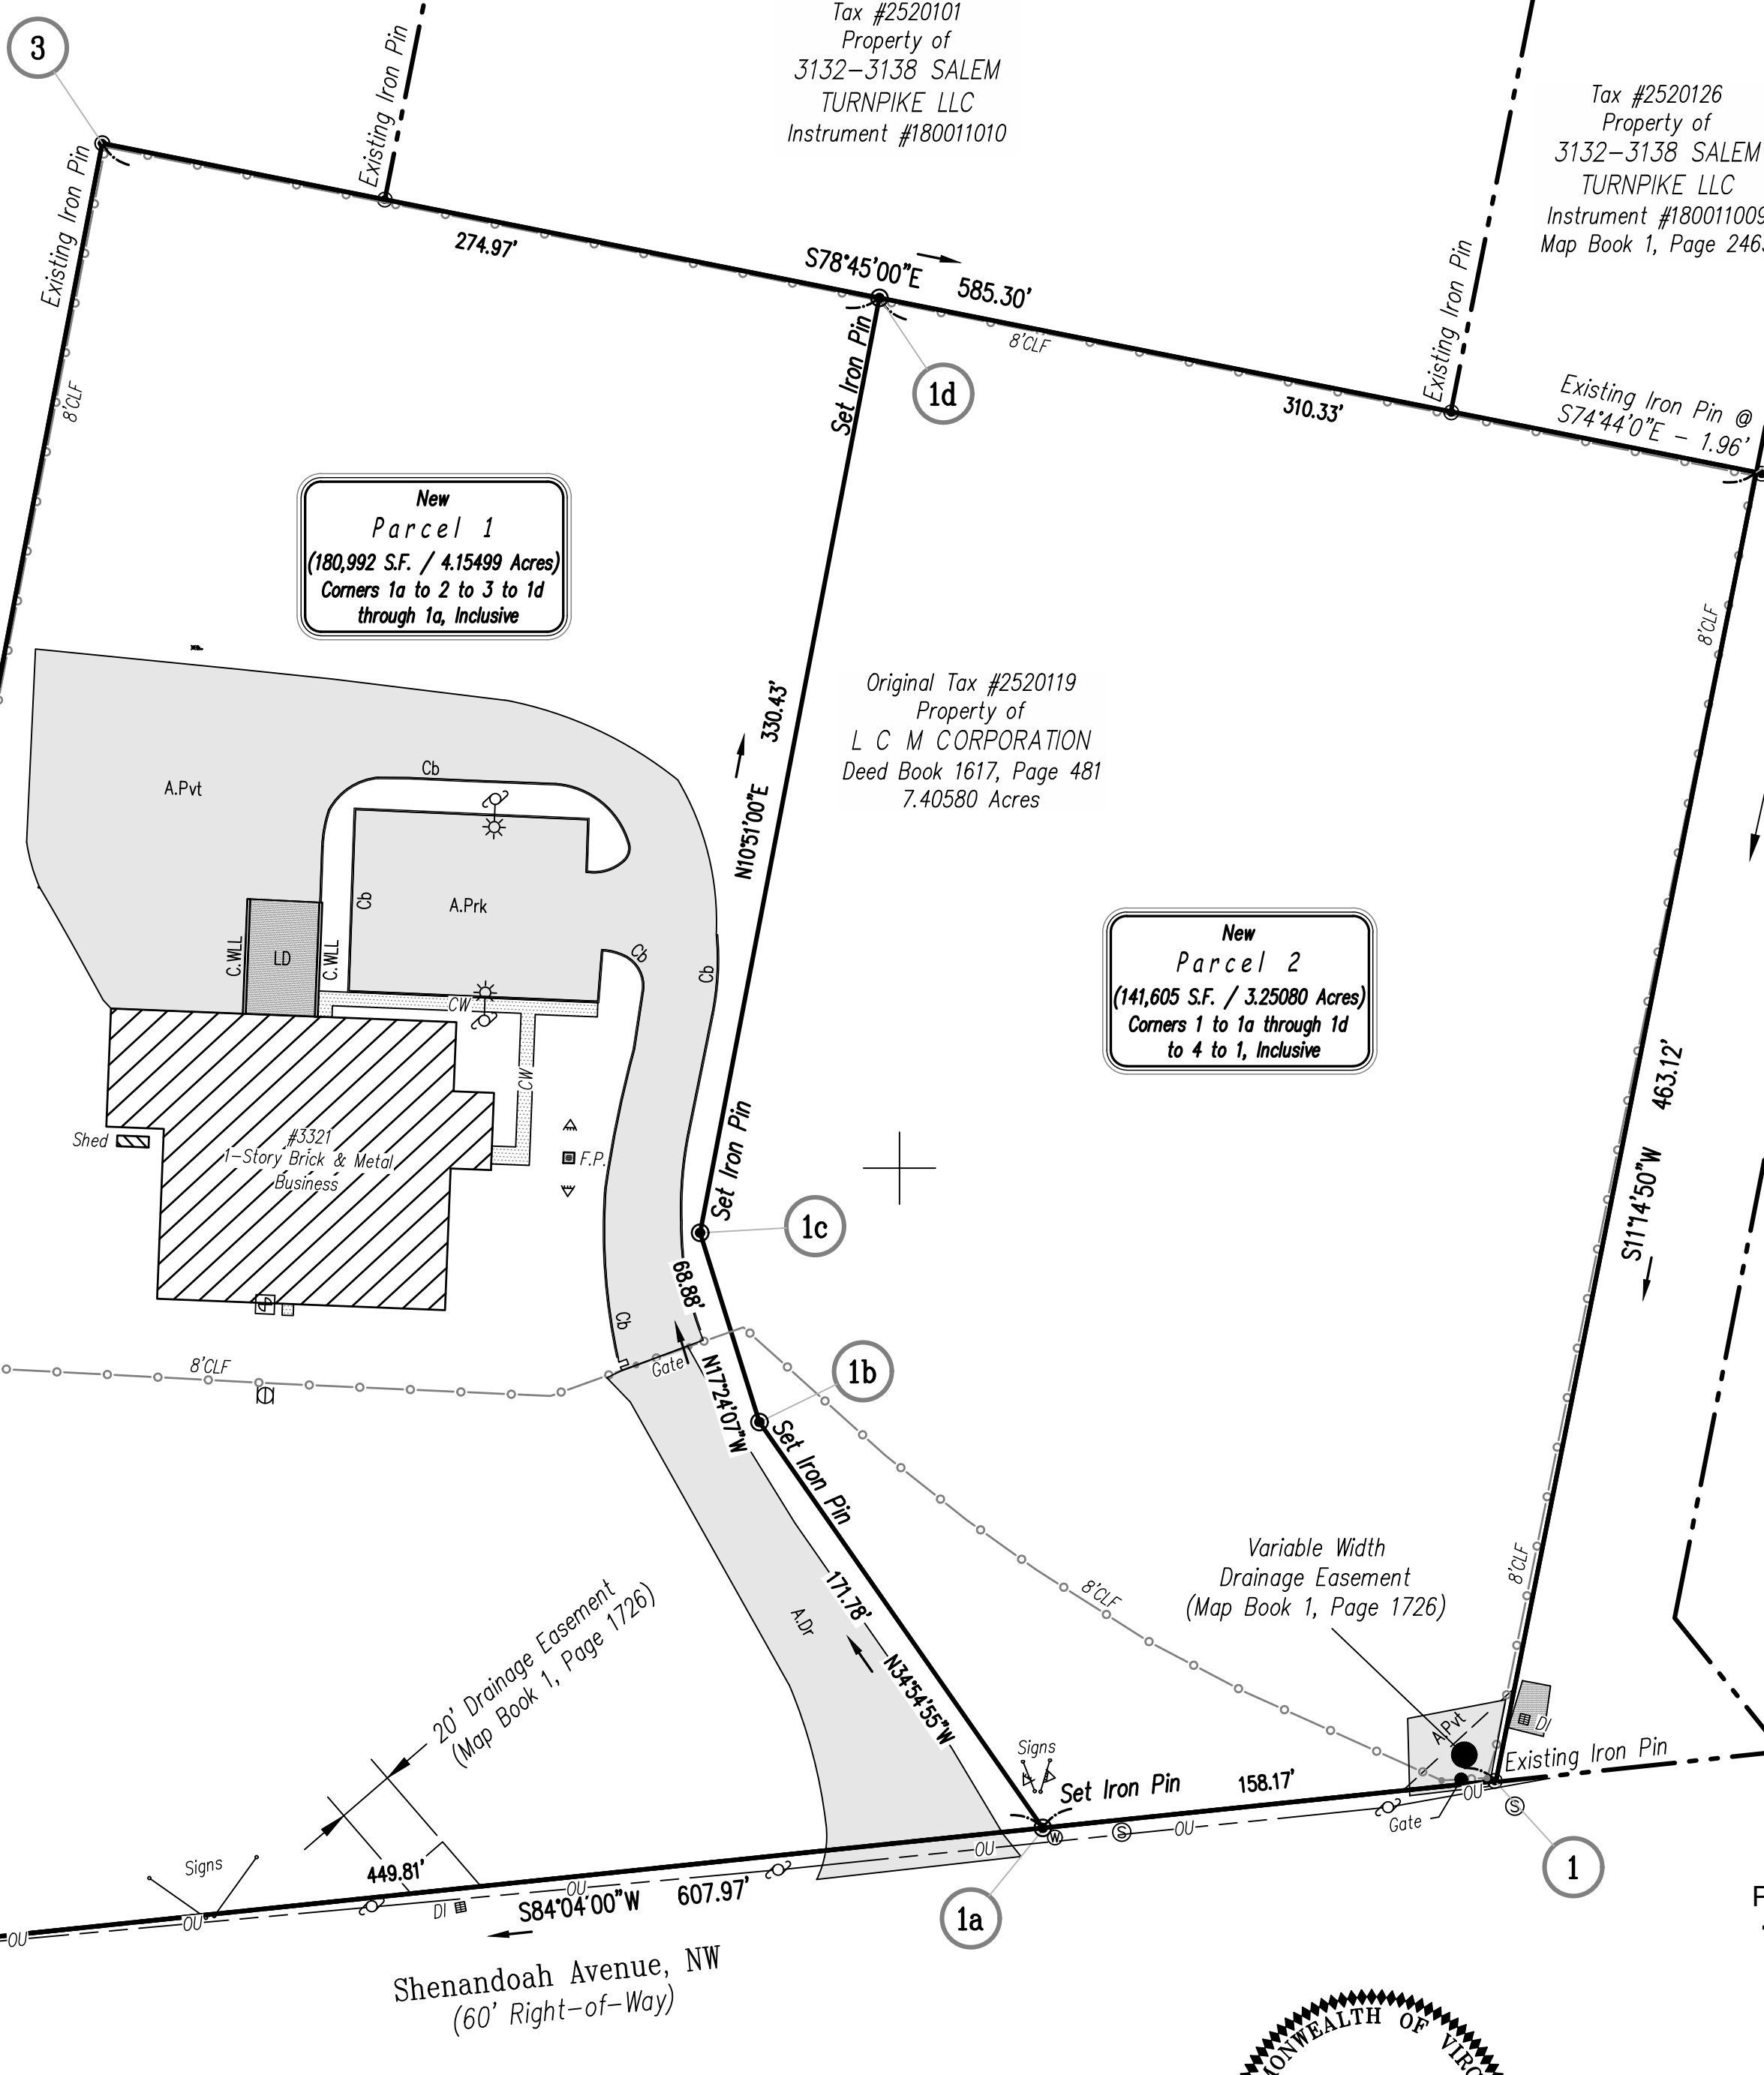 3
Existing Iron Pin
Existing Iron Pin
Tax #2520101
Property of
3132-3138 SALEM
TURNPIKE LLC
Instrument #180011010
Tax #2520126
Property of
3132-3138 SALEM
TURNPIKE LLC
Instrument #180011009
Map Book 1, Page 246
274.97'
S78°45'00"E
585.30'
8'CLF
310.33'
Existing Iron Pin
Existing Iron Pin @
S74°44'0"E - 1.96'
Set Iron Pin
1d
8'CLF
New
Parcel 1
(180,992 S.F. / 4.15499 Acres)
Corners 1a to 2 to 3 to 1d
through 1a, Inclusive
8'CLF
Original Tax #2520119
Property of
L C M CORPORATION
Deed Book 1617, Page 481
7.40580 Acres
N10°51'00"E
330.43'
A.Pvt
Cb
Cb
A.Prk
Cb
Cb
C.WLL
LD
C.WLL
CW
CW
New
Parcel 2
(141,605 S.F. / 3.25080 Acres)
Corners 1 to 1a through 1d
to 4 to 1, Inclusive
S11°14'50"W
463.12'
Shed
#3321
1-Story Brick & Metal
Business
F.P.
Set Iron Pin
1c
68.88'
Cb
8'CLF
Gate
N17°24'07"W
1b
Set Iron Pin
171.78'
A.Dr
N34°54'55"W
8'CLF
8'CLF
Variable Width
Drainage Easement
(Map Book 1, Page 1726)
20' Drainage Easement
(Map Book 1, Page 1726)
A.Pvt
DI
Existing Iron Pin
Signs
Set Iron Pin
158.17'
OU
S
W
S
OU
Gate
OU
1
Signs
449.81'
OU
DI
S84°04'00"W
607.97'
OU
OU
1a
Shenandoah Avenue, NW
(60' Right-of-Way)
MONWEALTH OF VIRG